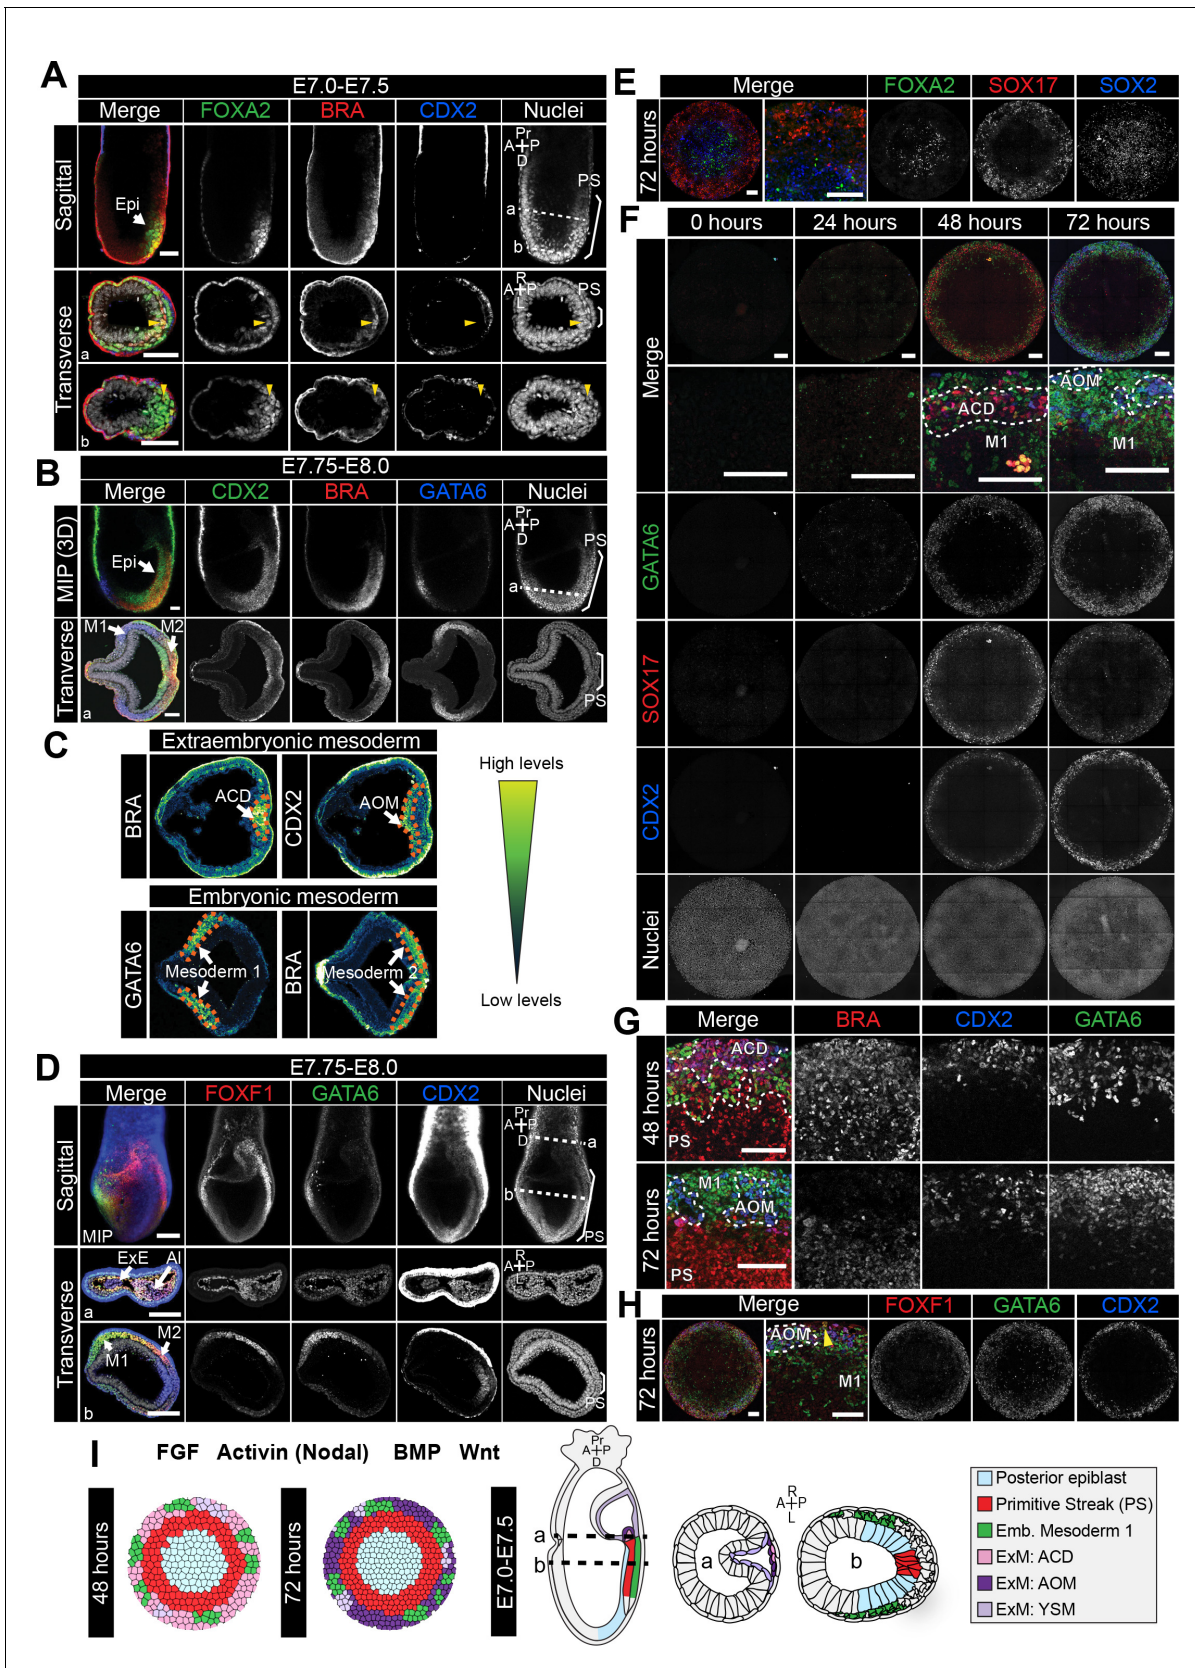 A
E7.0-E7.5
Merge FOXA2 BRA CDX2 Nuclei
Sagittal
Epi
Pr
A P
D
PS
a
b
Transverse
R
A P
L
PS
a
b
B
E7.75-E8.0
Merge CDX2 BRA GATA6 Nuclei
MIP (3D)
Epi
Pr
A P
D
PS
a
Tranverse
M1 M2
a
PS
C
Extraembryonic mesoderm
BRA
ACD
CDX2
AOM
Embryonic mesoderm
GATA6
Mesoderm 1
BRA
Mesoderm 2
High levels
Low levels
D
E7.75-E8.0
Merge FOXF1 GATA6 CDX2 Nuclei
Sagittal
MIP
Pr
A P
D
a
b
PS
Transverse
ExE Al
a
R
A P
L
M1
M2
b
PS
E
Merge FOXA2 SOX17 SOX2
72 hours
F
0 hours 24 hours 48 hours 72 hours
Merge
ACD
M1
AOM
M1
GATA6
SOX17
CDX2
Nuclei
G
Merge BRA CDX2 GATA6
48 hours
ACD
PS
72 hours
M1
AOM
PS
H
Merge FOXF1 GATA6 CDX2
72 hours
AOM
M1
I
FGF Activin (Nodal) BMP Wnt
48 hours
72 hours
E7.0-E7.5
Pr
A P
D
a
b
a
R
A P
L
b
Posterior epiblast
Primitive Streak (PS)
Emb. Mesoderm 1
ExM: ACD
ExM: AOM
ExM: YSM